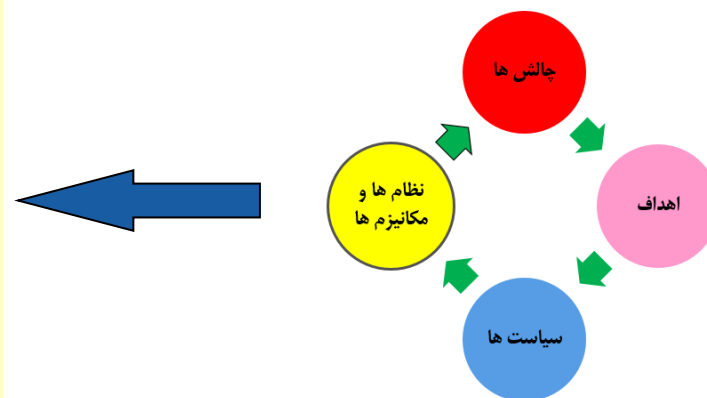 چالش ها
اهداف
سیاست ها
نظام ها و
مکانیزم ها